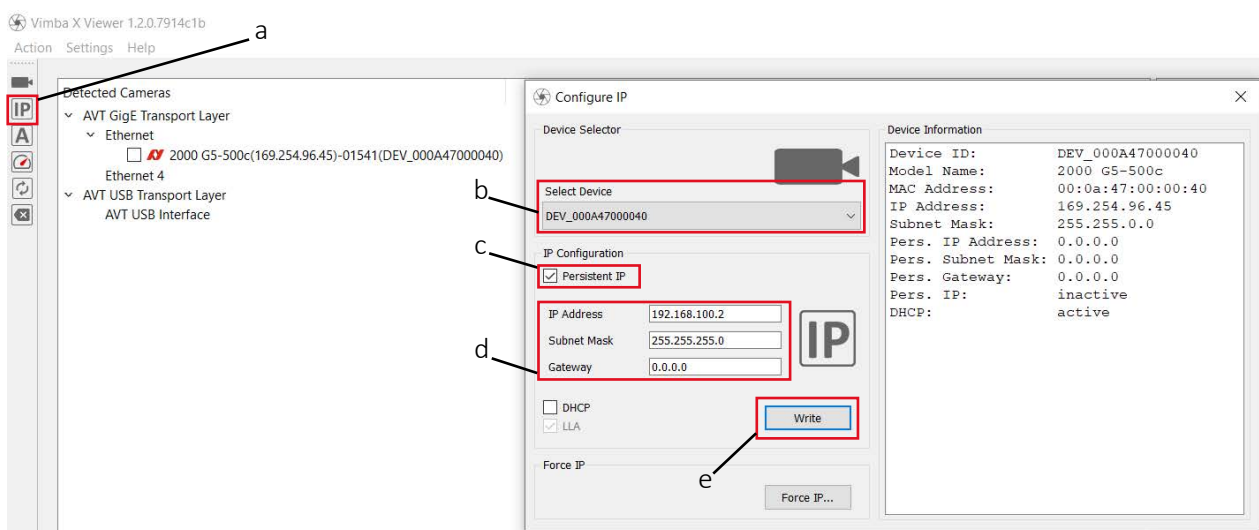 Vimba X Viewer 1.2.0.7914c1b
a
Action Settings Help
IP
A
Detected Cameras
AVT GigE Transport Layer
Ethernet
2000 G5-500c(169.254.96.45)-01541(DEV_000A47000040)
Ethernet 4
AVT USB Transport Layer
AVT USB Interface
Configure IP
Device Selector
b
Select Device
DEV_000A47000040
c
IP Configuration
Persistent IP
d
IP Address 192.168.100.2
Subnet Mask 255.255.255.0
Gateway 0.0.0.0
IP
DHCP
LLA
Write
e
Force IP
Force IP...
Device Information
Device ID: DEV_000A47000040
Model Name: 2000 G5-500c
MAC Address: 00:0a:47:00:00:40
IP Address: 169.254.96.45
Subnet Mask: 255.255.0.0
Pers. IP Address: 0.0.0.0
Pers. Subnet Mask: 0.0.0.0
Pers. Gateway: 0.0.0.0
Pers. IP: inactive
DHCP: active